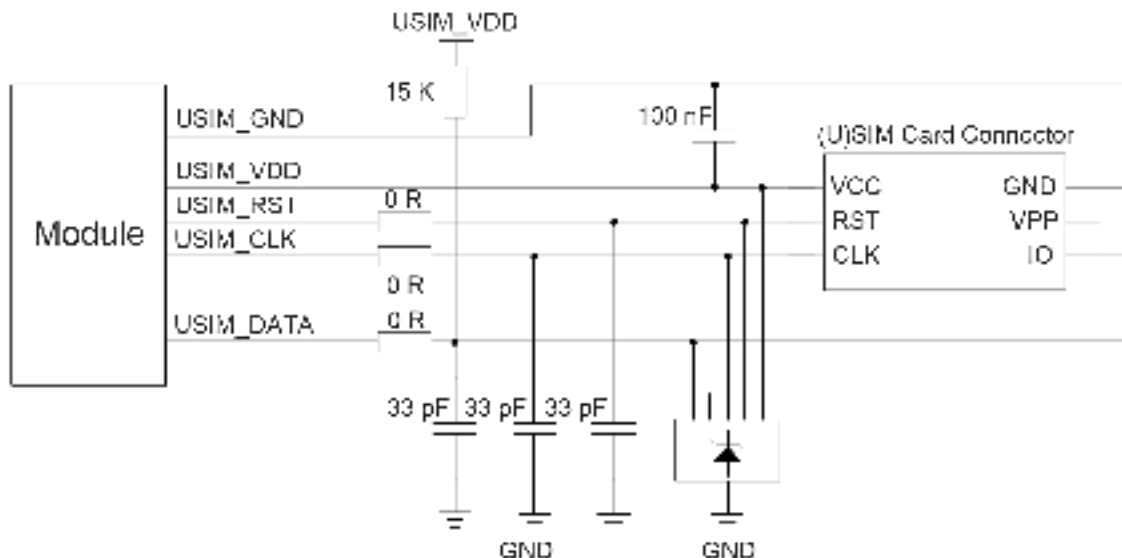 USIM_VDD
15 K
USIM_GND
100 nF
(U)SIM Card Connector
USIM_VDD
VCC GND
USIM_RST
0 R
RST VPP
Module
USIM_CLK
CLK IO
0 R
USIM_DATA
0 R
33 pF 33 pF 33 pF
GND GND